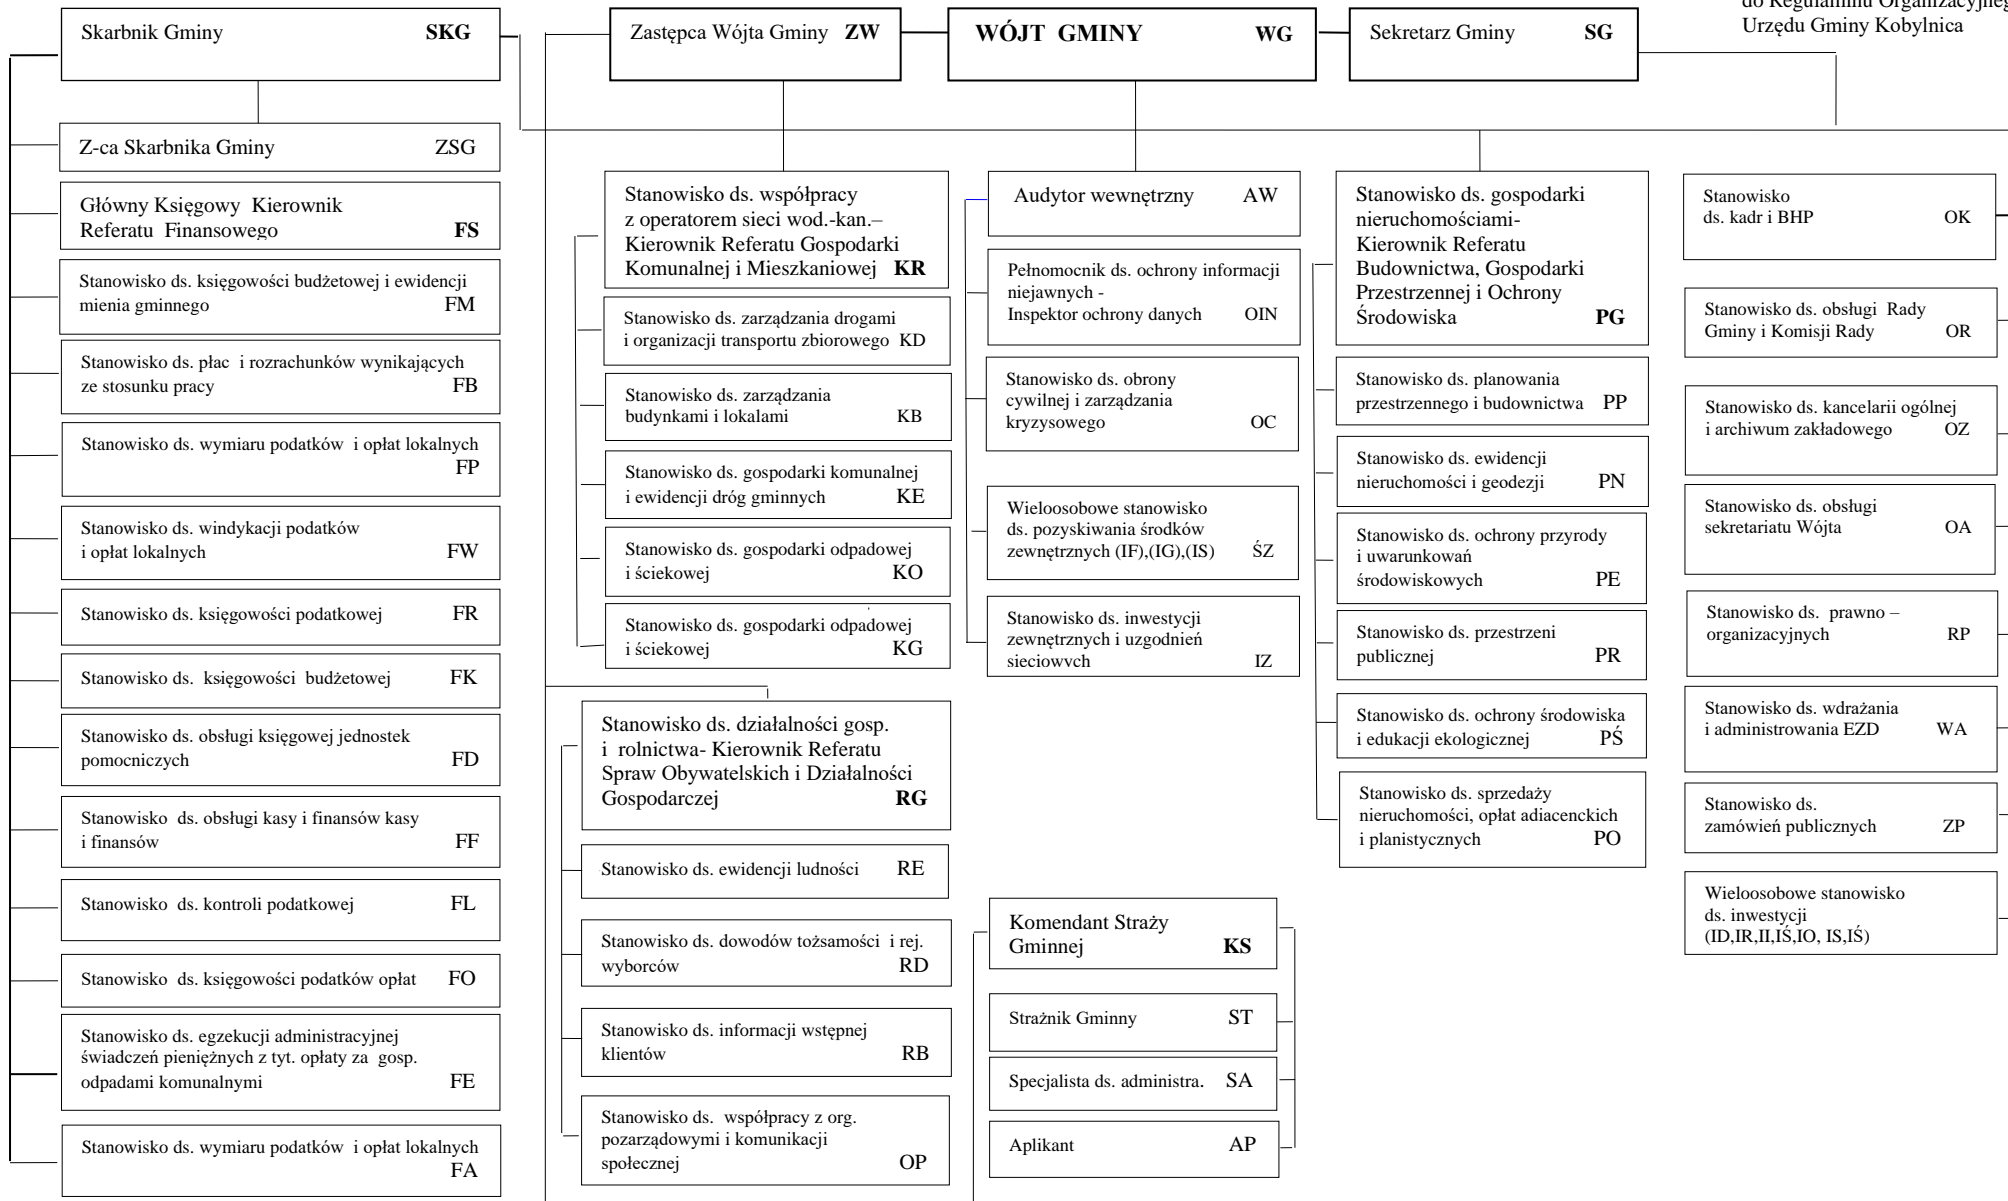 do Regulaminu Organizacyjnego
Urzędu Gminy Kobylnica
Skarbnik Gminy SKG
Zastępca Wójta Gminy ZW
WÓJT GMINY WG
Sekretarz Gminy SG
Z-ca Skarbnika Gminy ZSG
Główny Księgowy Kierownik
Referatu Finansowego FS
Stanowisko ds. księgowości budżetowej i ewidencji
mienia gminnego FM
Stanowisko ds. płac i rozrachunków wynikających
ze stosunku pracy FB
Stanowisko ds. wymiaru podatków i opłat lokalnych
FP
Stanowisko ds. windykacji podatków
i opłat lokalnych FW
Stanowisko ds. księgowości podatkowej FR
Stanowisko ds. księgowości budżetowej FK
Stanowisko ds. obsługi księgowej jednostek
pomocniczych FD
Stanowisko ds. obsługi kasy i finansów kasy
i finansów FF
Stanowisko ds. kontroli podatkowej FL
Stanowisko ds. księgowości podatków opłat FO
Stanowisko ds. egzekucji administracyjnej
świadczeń pieniężnych z tyt. opłaty za gosp.
odpadami komunalnymi FE
Stanowisko ds. wymiaru podatków i opłat lokalnych
FA
Stanowisko ds. współpracy
z operatorem sieci wod.-kan.–
Kierownik Referatu Gospodarki
Komunalnej i Mieszkaniowej KR
Stanowisko ds. zarządzania drogami
i organizacji transportu zbiorowego KD
Stanowisko ds. zarządzania
budynkami i lokalami KB
Stanowisko ds. gospodarki komunalnej
i ewidencji dróg gminnych KE
Stanowisko ds. gospodarki odpadowej
i ściekowej KO
Stanowisko ds. gospodarki odpadowej
i ściekowej KG
Stanowisko ds. działalności gosp.
i rolnictwa- Kierownik Referatu
Spraw Obywatelskich i Działalności
Gospodarczej RG
Stanowisko ds. ewidencji ludności RE
Stanowisko ds. dowodów tożsamości i rej.
wyborców RD
Stanowisko ds. informacji wstępnej
klientów RB
Stanowisko ds. współpracy z org.
pozarządowymi i komunikacji
społecznej OP
Audytor wewnętrzny AW
Pełnomocnik ds. ochrony informacji
niejawnych -
Inspektor ochrony danych OIN
Stanowisko ds. obrony
cywilnej i zarządzania
kryzysowego OC
Wieloosobowe stanowisko
ds. pozyskiwania środków
zewnętrznych (IF),(IG),(IS) ŚZ
Stanowisko ds. inwestycji
zewnętrznych i uzgodnień
sieciowych IZ
Komendant Straży
Gminnej KS
Strażnik Gminny ST
Specjalista ds. administra. SA
Aplikant AP
Stanowisko ds. gospodarki
nieruchomościami-
Kierownik Referatu
Budownictwa, Gospodarki
Przestrzennej i Ochrony
Środowiska PG
Stanowisko ds. planowania
przestrzennego i budownictwa PP
Stanowisko ds. ewidencji
nieruchomości i geodezji PN
Stanowisko ds. ochrony przyrody
i uwarunkowań
środowiskowych PE
Stanowisko ds. przestrzeni
publicznej PR
Stanowisko ds. ochrony środowiska
i edukacji ekologicznej PŚ
Stanowisko ds. sprzedaży
nieruchomości, opłat adiacenckich
i planistycznych PO
Stanowisko
ds. kadr i BHP OK
Stanowisko ds. obsługi Rady
Gminy i Komisji Rady OR
Stanowisko ds. kancelarii ogólnej
i archiwum zakładowego OZ
Stanowisko ds. obsługi
sekretariatu Wójta OA
Stanowisko ds. prawno –
organizacyjnych RP
Stanowisko ds. wdrażania
i administrowania EZD WA
Stanowisko ds.
zamówień publicznych ZP
Wieloosobowe stanowisko
ds. inwestycji
(ID,IR,II,IŚ,IO, IS,IŚ)